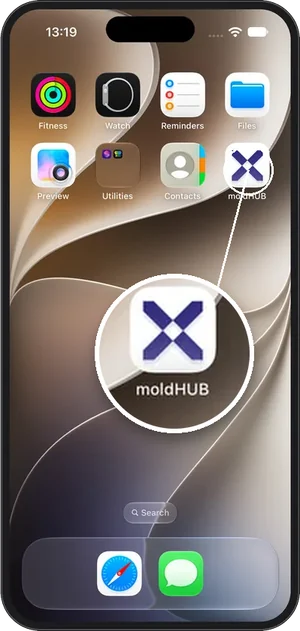 13:19
Fitness
Watch
Reminders
Files
Preview
Utilities
Contacts
moldHUB
moldHUB
Search